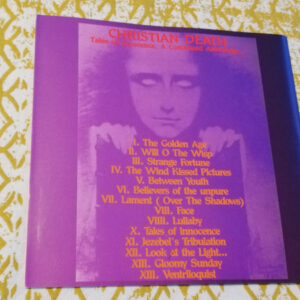 CHRISTIAN DEATH
Tales Of Innocence, A Continued Anthology
I. The Golden Age
II. Will O The Wisp
III. Strange Fortune
IV. The Wind Kissed Pictures
V. Between Youth
VI. Believers of the unpure
VII. Lament ( Over The Shadows)
VIII. Face
VIIII. Lullaby
X. Tales of Innocence
XI. Jezebel's Tribulation
XII. Look at the Light...
XIII. Gloomy Sunday
XIIII. Ventriloquist